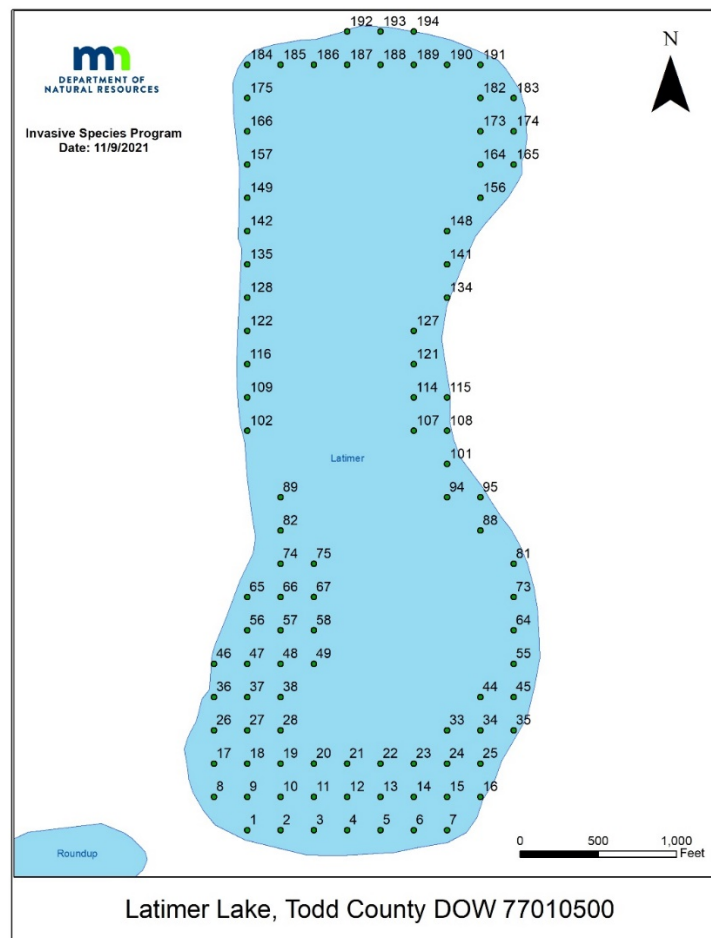 192 193 194
184 185 186 187 188 189 190 191
N
DEPARTMENT OF
NATURAL RESOURCES
175 182 183
Invasive Species Program
Date: 11/9/2021
166 173 174
157 164 165
149 156
142 148
135 141
128 134
122 127
116 121
109 114 115
102 107 108
Latimer 101
89 94 95
82 88
74 75 81
65 66 67 73
56 57 58 64
46 47 48 49 55
36 37 38 44 45
26 27 28 33 34 35
17 18 19 20 21 22 23 24 25
8 9 10 11 12 13 14 15 16
1 2 3 4 5 6 7
0 500 1,000
Feet
Roundup
Latimer Lake, Todd County DOW 77010500